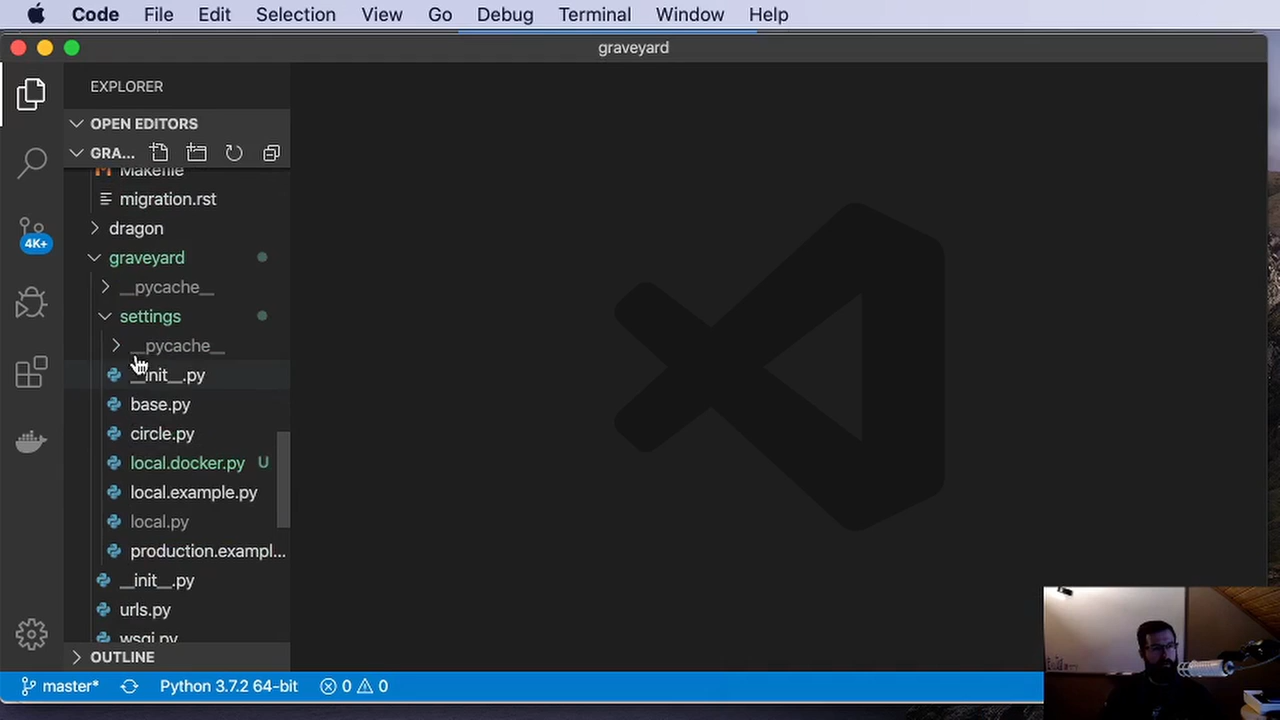 Code File Edit Selection View Go Debug Terminal Window Help
graveyard
EXPLORER
OPEN EDITORS
GRA...
Makefile
migration.rst
dragon
graveyard
__pycache__
settings
__pycache__
4K+
__init__.py
base.py
circle.py
local.docker.py U
local.example.py
local.py
production.exampl...
__init__.py
urls.py
wsgi.py
OUTLINE
master* Python 3.7.2 64-bit 0 0